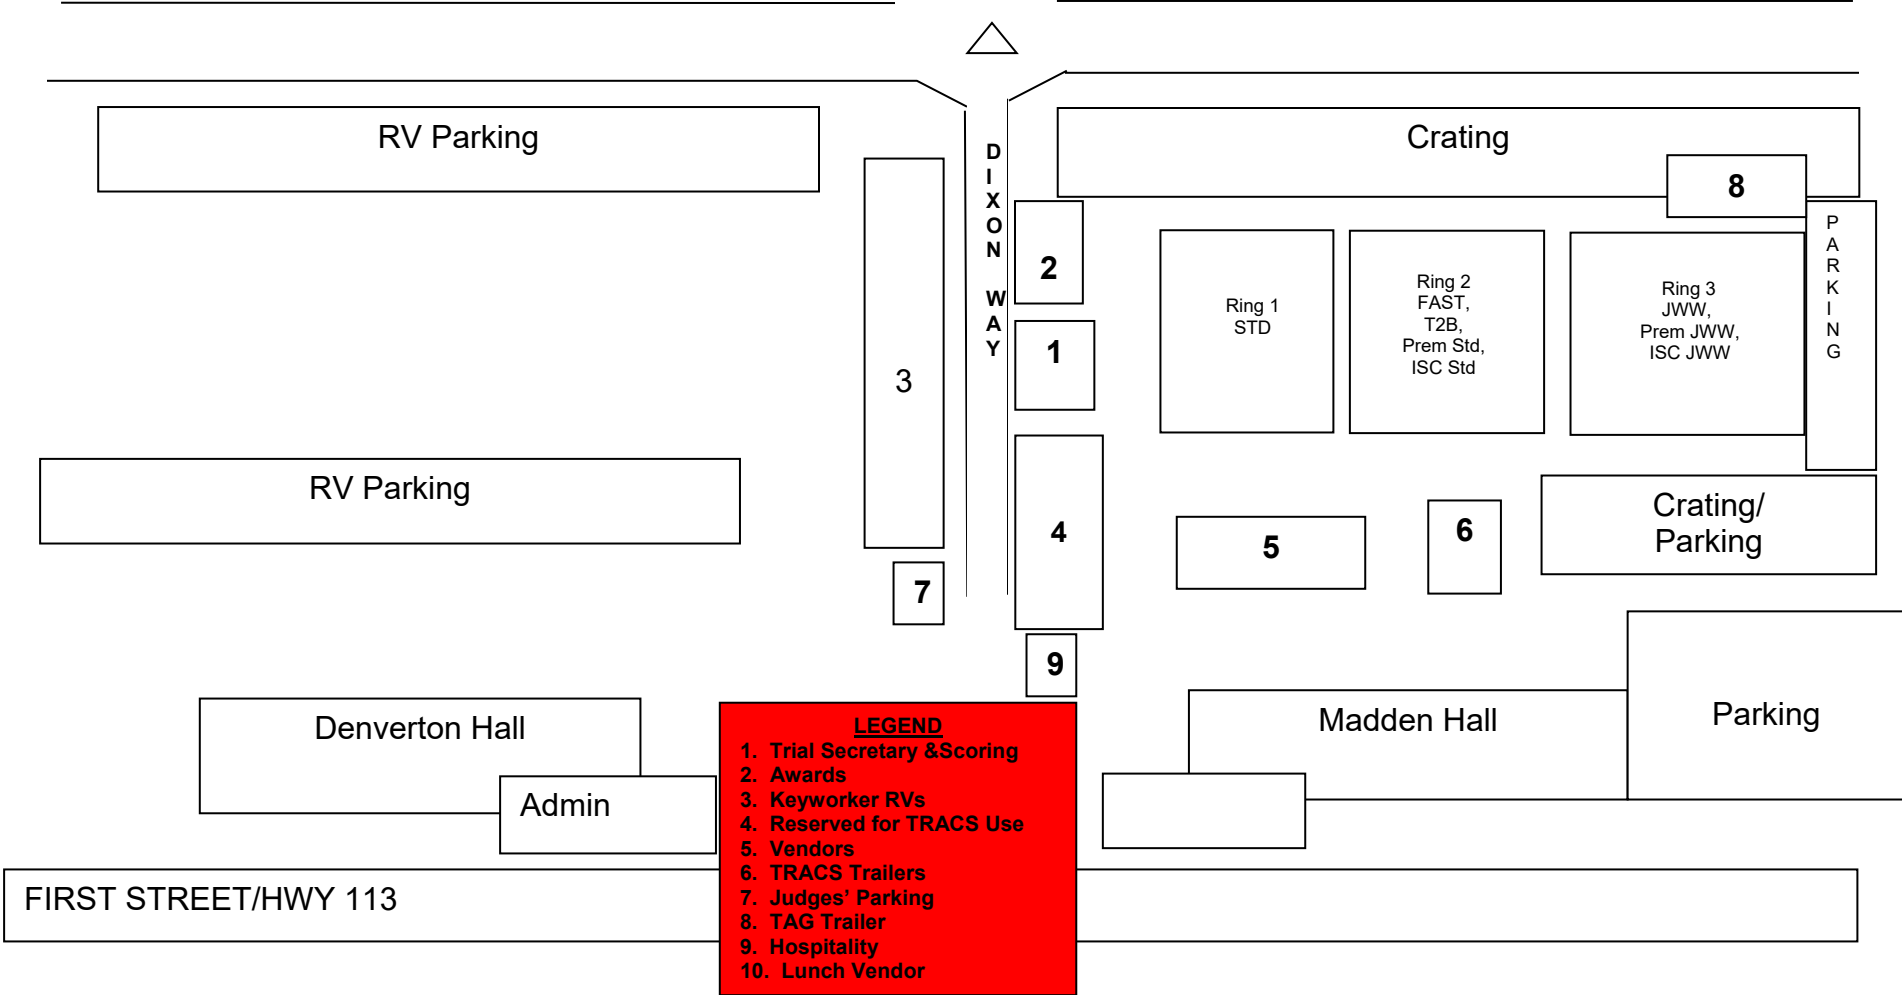 RV Parking
Crating
8
DIXON WAY
2
3
1
Ring 1
STD
Ring 2
FAST,
T2B,
Prem Std,
ISC Std
Ring 3
JWW,
Prem JWW,
ISC JWW
PARKING
RV Parking
4
5
6
Crating/
Parking
7
9
Denverton Hall
Admin
Madden Hall
Parking
FIRST STREET/HWY 113
LEGEND
1. Trial Secretary &Scoring
2. Awards
3. Keyworker RVs
4. Reserved for TRACS Use
5. Vendors
6. TRACS Trailers
7. Judges’ Parking
8. TAG Trailer
9. Hospitality
10. Lunch Vendor